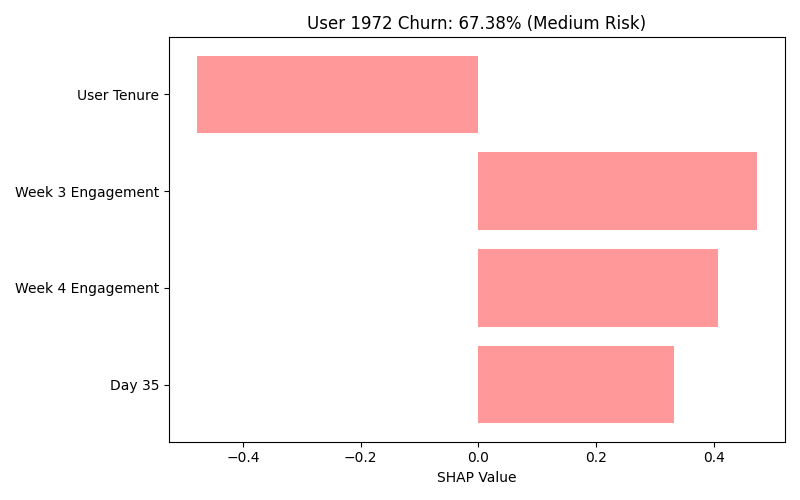 User 1972 Churn: 67.38% (Medium Risk)
User Tenure
Week 3 Engagement
Week 4 Engagement
Day 35
−0.4 −0.2 0.0 0.2 0.4
SHAP Value